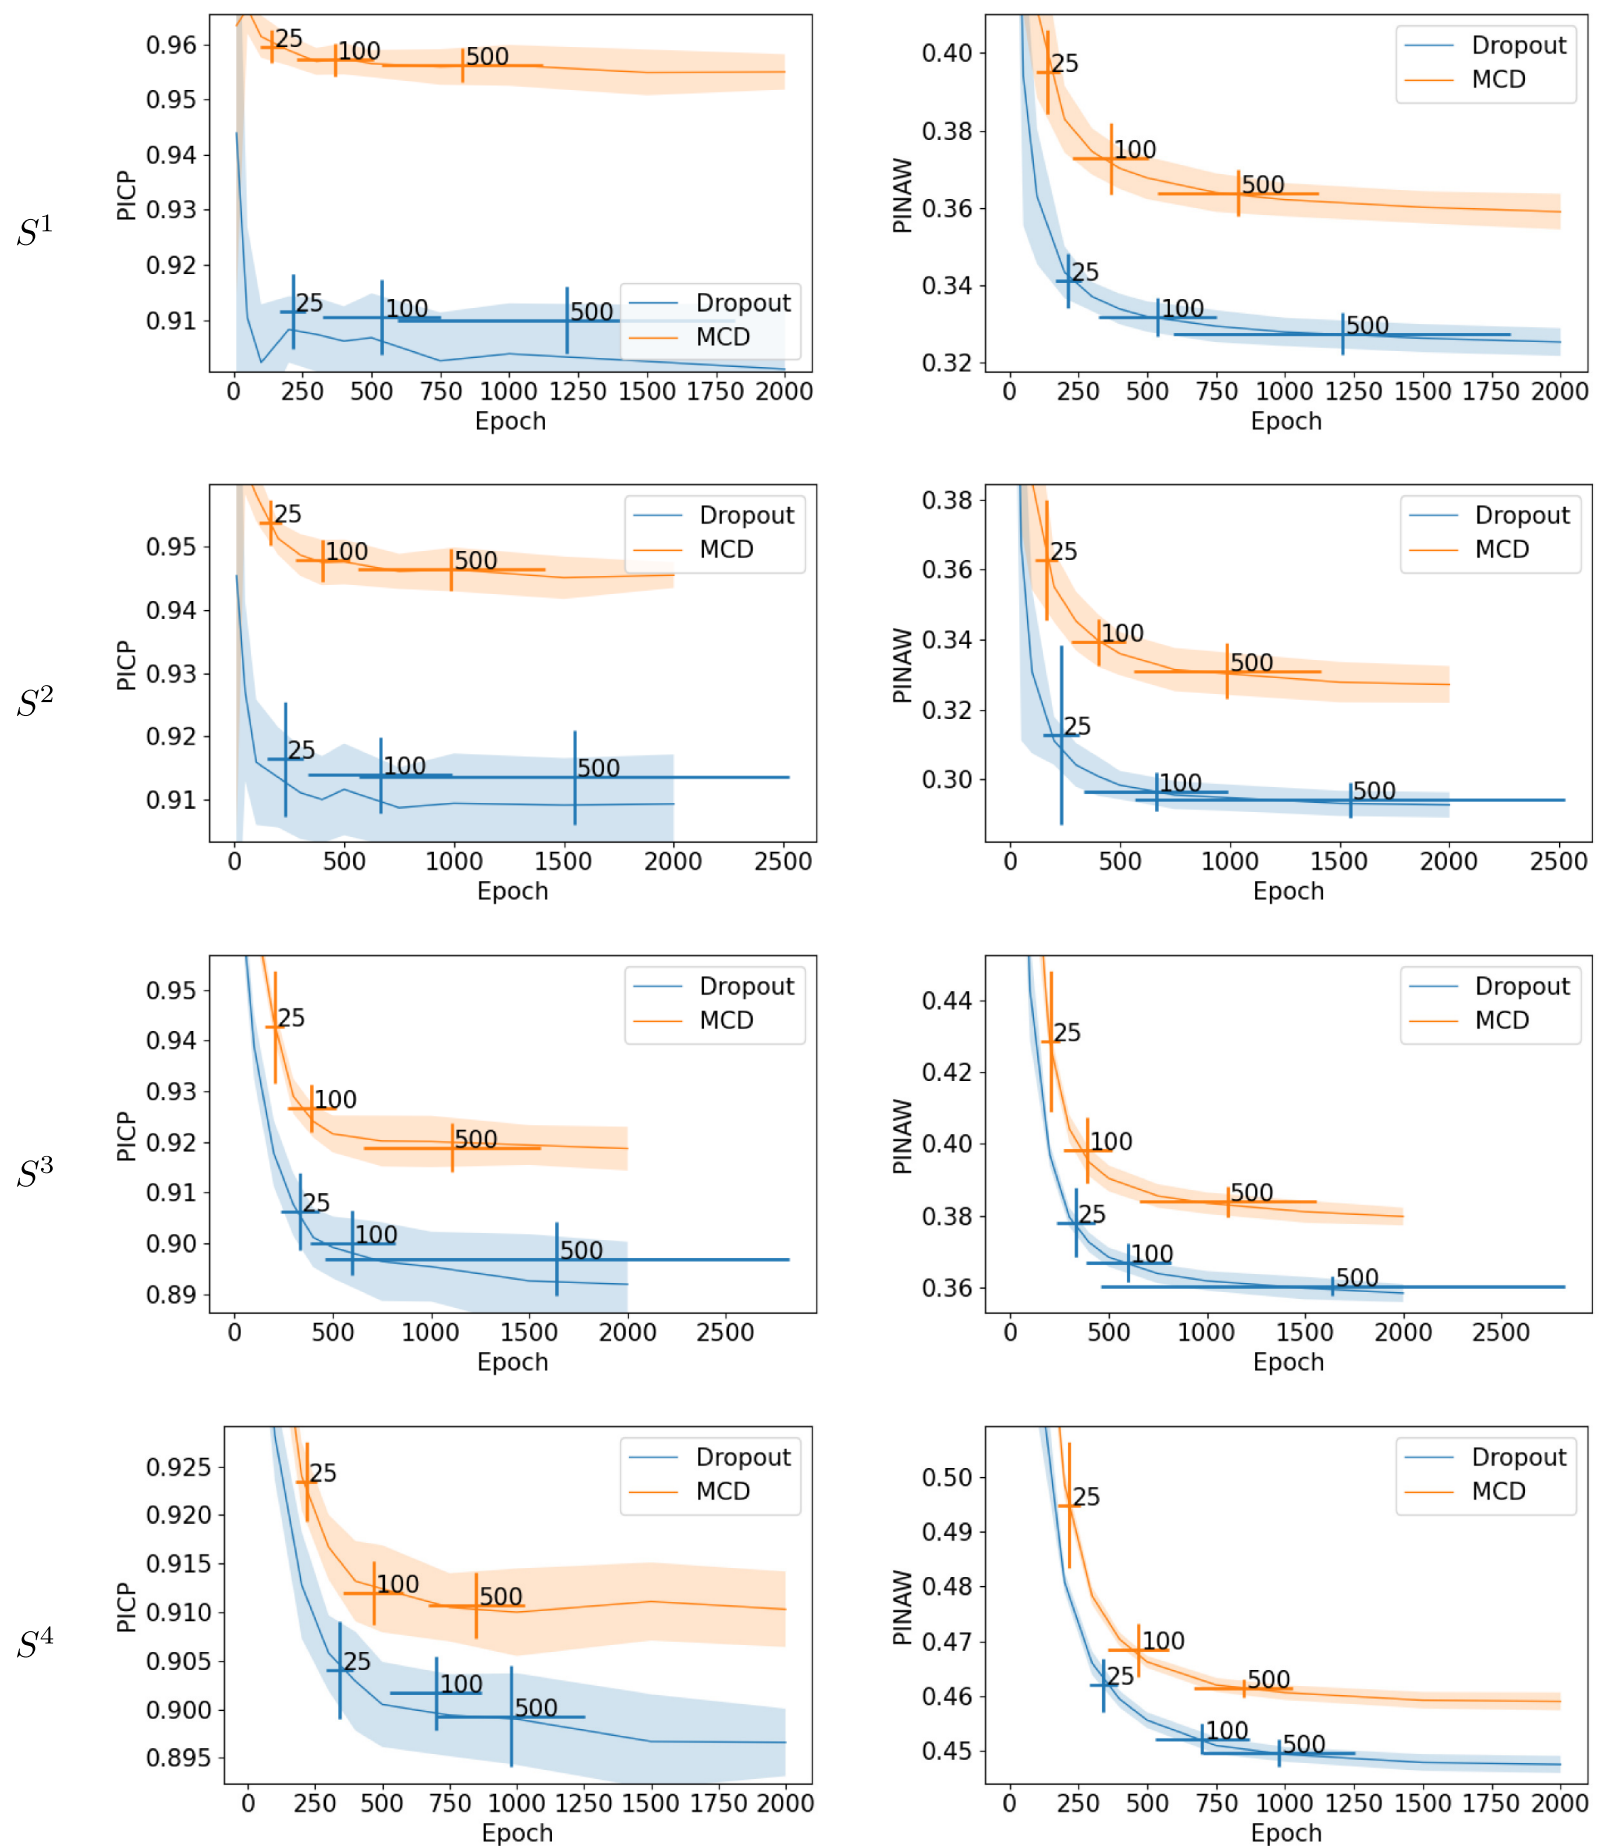 S¹
PICP
0.96
0.95
0.94
0.93
0.92
0.91
25
100
500
25
100
500
Dropout
MCD
0 250 500 750 1000 1250 1500 1750 2000
Epoch
PINAW
0.40
0.38
0.36
0.34
0.32
25
100
500
25
100
500
Dropout
MCD
0 250 500 750 1000 1250 1500 1750 2000
Epoch
S²
PICP
0.95
0.94
0.93
0.92
0.91
25
100
500
25
100
500
Dropout
MCD
0 500 1000 1500 2000 2500
Epoch
PINAW
0.38
0.36
0.34
0.32
0.30
25
100
500
25
100
500
Dropout
MCD
0 500 1000 1500 2000 2500
Epoch
S³
PICP
0.95
0.94
0.93
0.92
0.91
0.90
0.89
25
100
500
25
100
500
Dropout
MCD
0 500 1000 1500 2000 2500
Epoch
PINAW
0.44
0.42
0.40
0.38
0.36
25
100
500
25
100
500
Dropout
MCD
0 500 1000 1500 2000 2500
Epoch
S⁴
PICP
0.925
0.920
0.915
0.910
0.905
0.900
0.895
25
100
500
25
100
500
Dropout
MCD
0 250 500 750 1000 1250 1500 1750 2000
Epoch
PINAW
0.50
0.49
0.48
0.47
0.46
0.45
25
100
500
25
100
500
Dropout
MCD
0 250 500 750 1000 1250 1500 1750 2000
Epoch